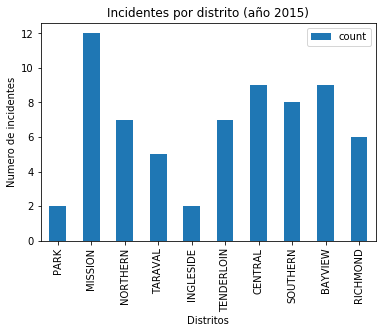 Incidentes por distrito (año 2015)
count
Numero de incidentes
12
10
8
6
4
2
0
PARK
MISSION
NORTHERN
TARAVAL
INGLESIDE
TENDERLOIN
CENTRAL
SOUTHERN
BAYVIEW
RICHMOND
Distritos